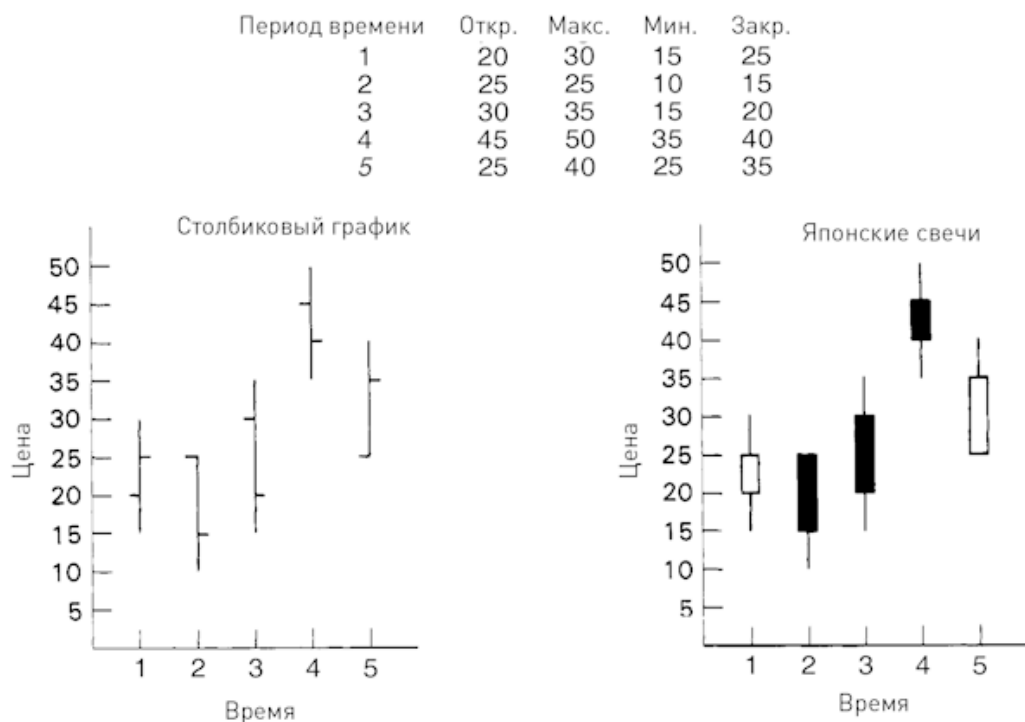 Период времени Откр. Макс. Мин. Закр.
1 20 30 15 25
2 25 25 10 15
3 30 35 15 20
4 45 50 35 40
5 25 40 25 35
Столбиковый график
50
45
40
35
30
25
20
15
10
5
Цена
1 2 3 4 5
Время
Японские свечи
50
45
40
35
30
25
20
15
10
5
Цена
1 2 3 4 5
Время